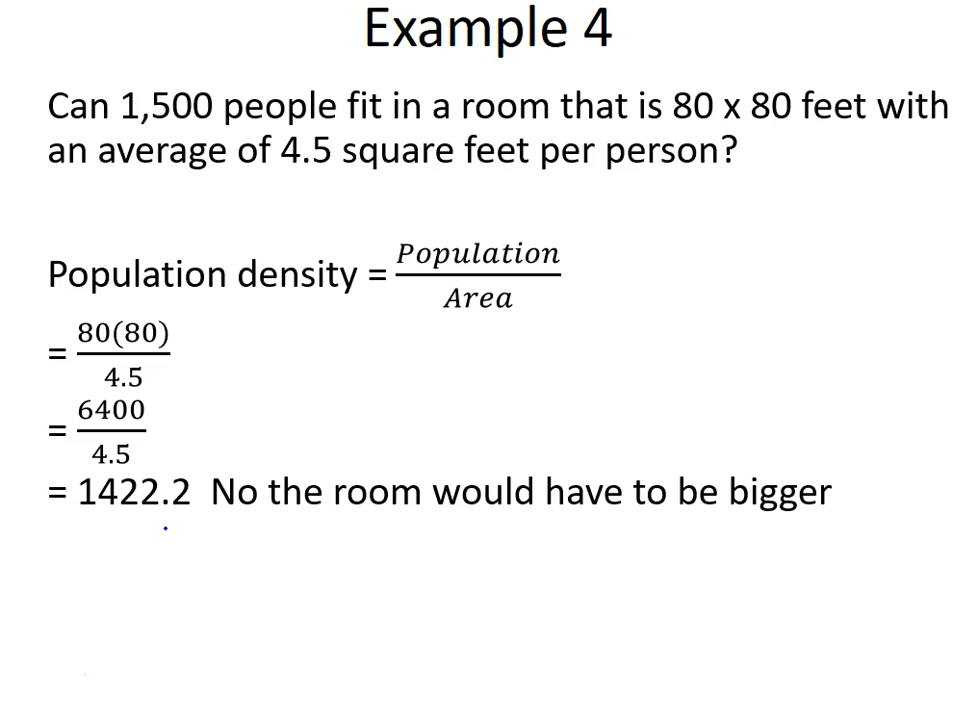 Example 4
Can 1,500 people fit in a room that is 80 x 80 feet with
an average of 4.5 square feet per person?
Population density = Population/Area
= 80(80)/4.5
= 6400/4.5
= 1422.2 No the room would have to be bigger